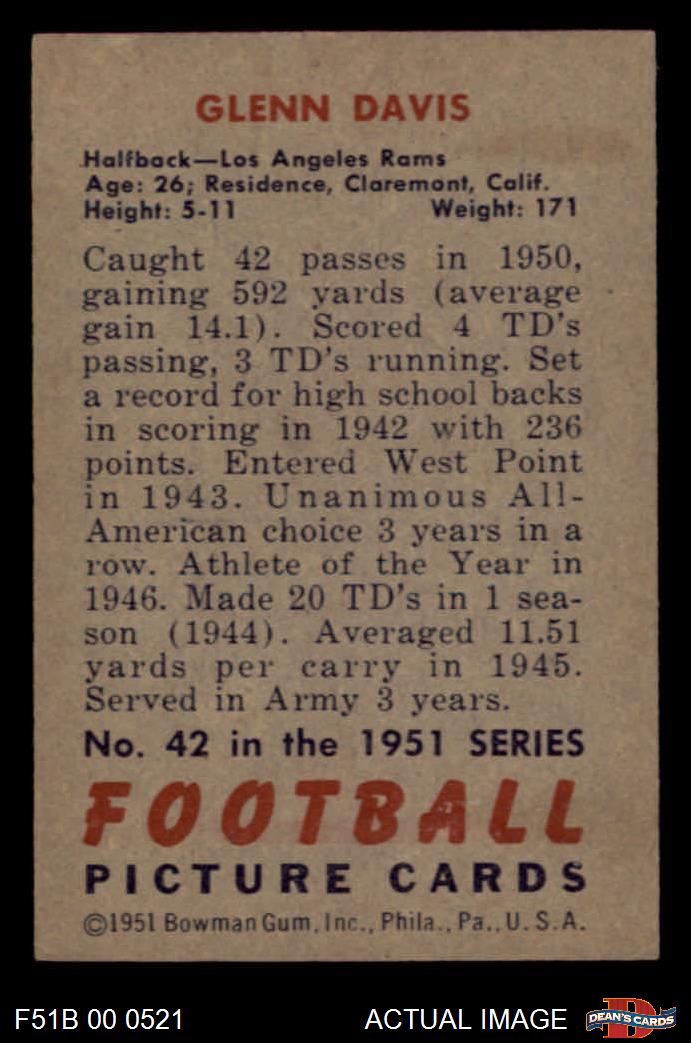 GLENN DAVIS
Halfback—Los Angeles Rams
Age: 26; Residence, Claremont, Calif.
Height: 5-11 Weight: 171
Caught 42 passes in 1950,
gaining 592 yards (average
gain 14.1). Scored 4 TD's
passing, 3 TD's running. Set
a record for high school backs
in scoring in 1942 with 236
points. Entered West Point
in 1943. Unanimous All-
American choice 3 years in a
row. Athlete of the Year in
1946. Made 20 TD's in 1 sea-
son (1944). Averaged 11.51
yards per carry in 1945.
Served in Army 3 years.
No. 42 in the 1951 SERIES
FOOTBALL
PICTURE CARDS
©1951 Bowman Gum, Inc., Phila., Pa., U.S.A.
F51B 00 0521 ACTUAL IMAGE D DEAN'S CARDS